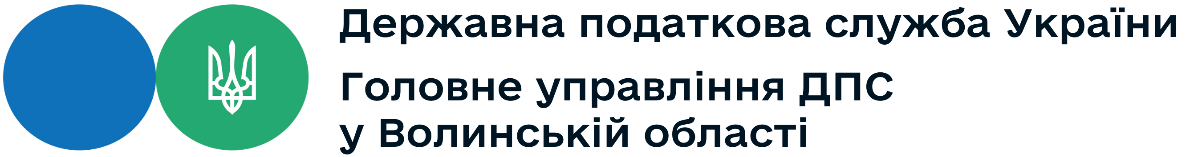 Державна податкова служба України
Головне управління ДПС
у Волинській області